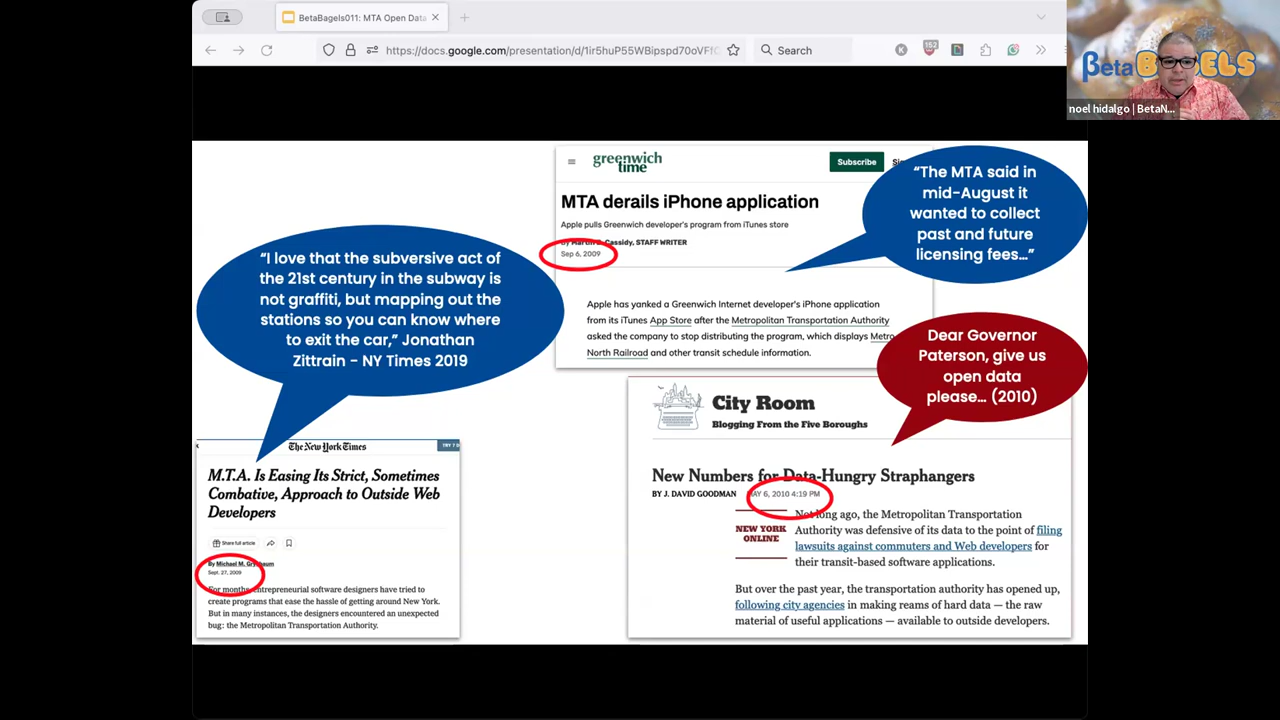 BetaBagels011: MTA Open Data
https://docs.google.com/presentation/d/1ir5huP55WBipspd70oVFf
Search
152
βetaBAGELS
noel hidalgo | BetaN...
greenwich
time
Subscribe
MTA derails iPhone application
Apple pulls Greenwich developer's program from iTunes store
Cassidy, STAFF WRITER
Sep 6, 2009
Apple has yanked a Greenwich Internet developer's iPhone application
from its iTunes App Store after the Metropolitan Transportation Authority
asked the company to stop distributing the program, which displays Metro
North Railroad and other transit schedule information.
“The MTA said in
mid-August it
wanted to collect
past and future
licensing fees...”
“I love that the subversive act of
the 21st century in the subway is
not graffiti, but mapping out the
stations so you can know where
to exit the car,” Jonathan
Zittrain - NY Times 2019
Dear Governor
Paterson, give us
open data
please... (2010)
The New York Times
M.T.A. Is Easing Its Strict, Sometimes
Combative, Approach to Outside Web
Developers
Share full article
By Michael M. Grynbaum
Sept. 27, 2009
For months, entrepreneurial software designers have tried to
create programs that ease the hassle of getting around New York.
But in many instances, the designers encountered an unexpected
bug: the Metropolitan Transportation Authority.
City Room
Blogging From the Five Boroughs
New Numbers for Data-Hungry Straphangers
BY J. DAVID GOODMAN MAY 6, 2010 4:19 PM
NEW YORK
ONLINE
Not long ago, the Metropolitan Transportation
Authority was defensive of its data to the point of filing
lawsuits against commuters and Web developers for
their transit-based software applications.
But over the past year, the transportation authority has opened up,
following city agencies in making reams of hard data — the raw
material of useful applications — available to outside developers.